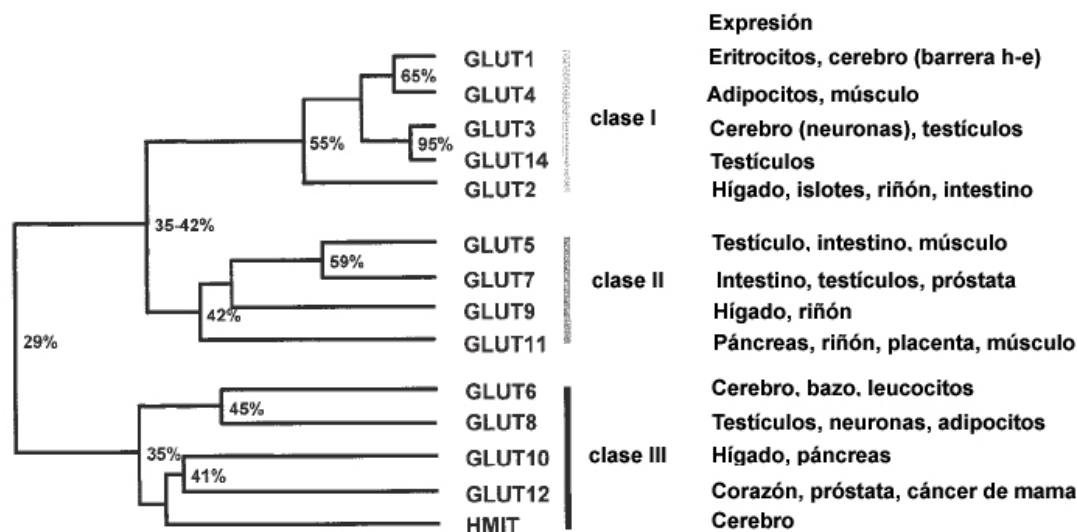 Expresión
GLUT1 Eritrocitos, cerebro (barrera h-e)
65%
GLUT4 Adipocitos, músculo
clase I
GLUT3 Cerebro (neuronas), testículos
55% 95%
GLUT14 Testículos
GLUT2 Hígado, islotes, riñón, intestino
35-42%
GLUT5 Testículo, intestino, músculo
59%
GLUT7 clase II Intestino, testículos, próstata
GLUT9 Hígado, riñón
42%
29%
GLUT11 Páncreas, riñón, placenta, músculo
GLUT6 Cerebro, bazo, leucocitos
45%
GLUT8 Testículos, neuronas, adipocitos
35%
GLUT10 clase III Hígado, páncreas
41%
GLUT12 Corazón, próstata, cáncer de mama
HMIT Cerebro